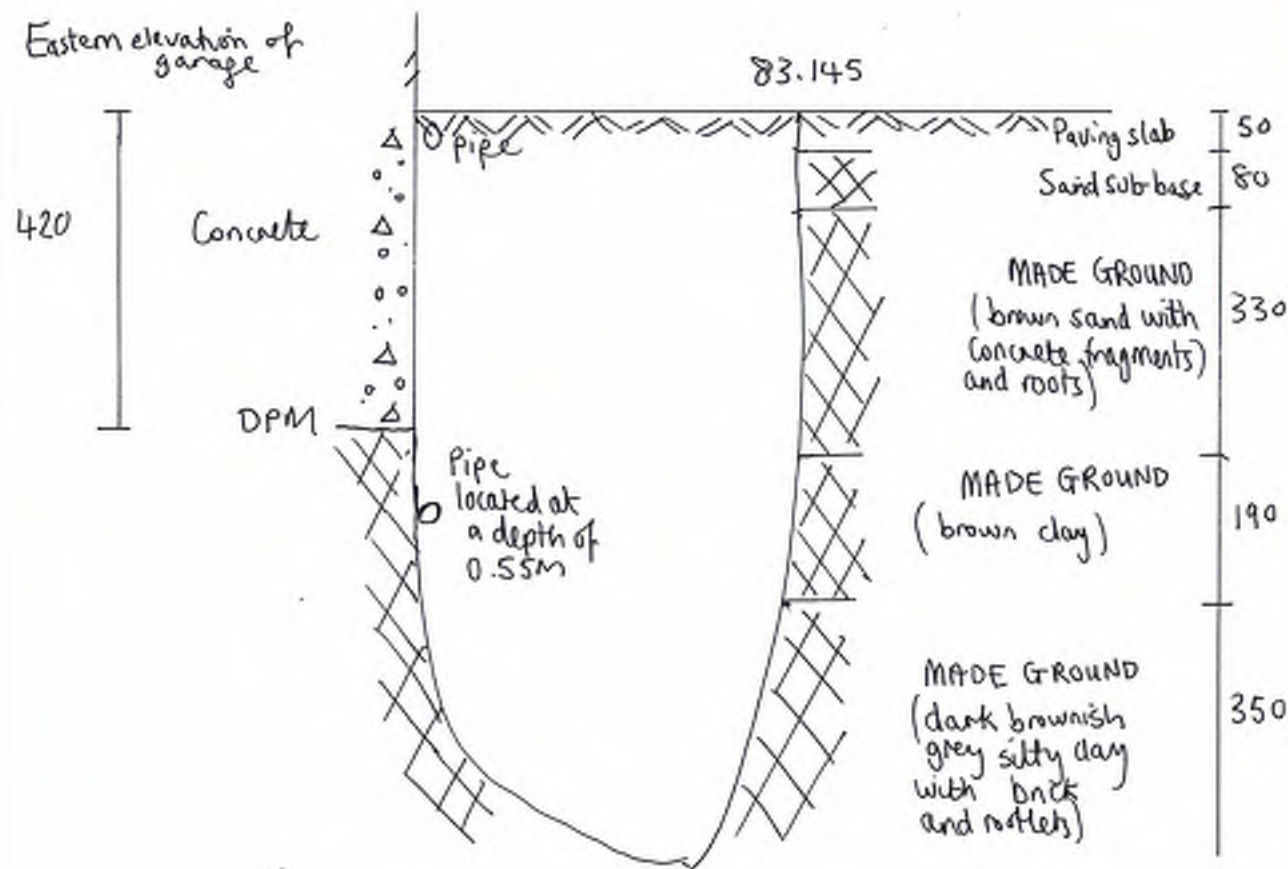 Eastern elevation of
garage
83.145
pipe
Paving slab
50
Sand sub-base
80
420
Concrete
MADE GROUND
(brown sand with
Concrete fragments)
and roots)
330
DPM
Pipe
located at
a depth of
0.55m
MADE GROUND
(brown clay)
190
MADE GROUND
(dark brownish
grey silty clay
with brick
and rootlets)
350